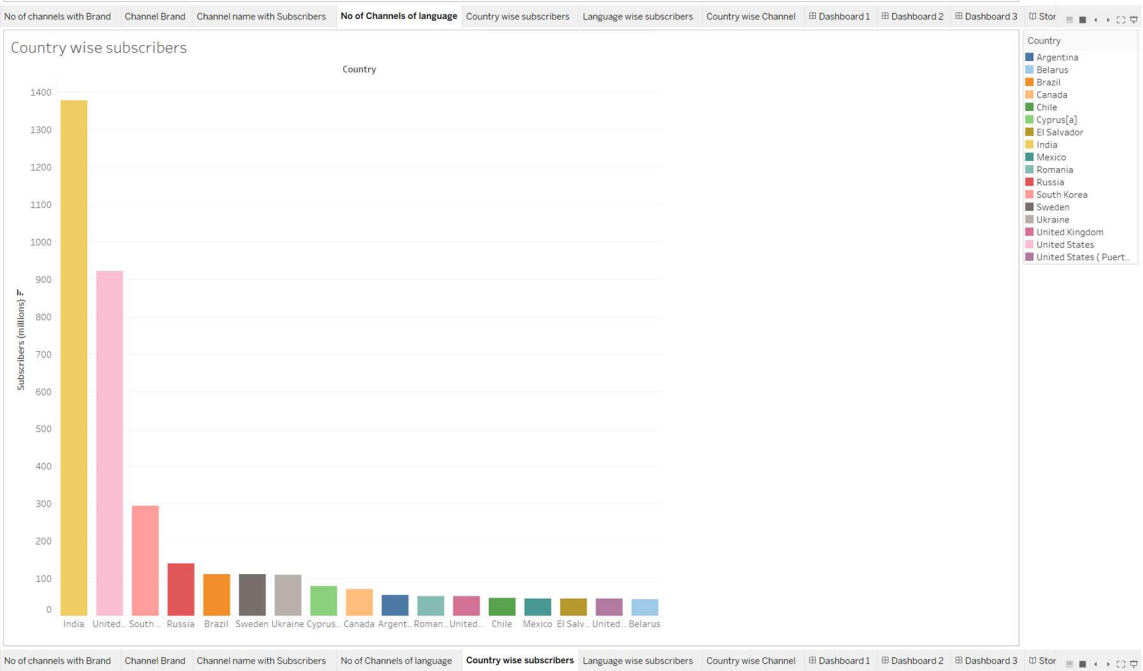 No of channels with Brand Channel Brand Channel name with Subscribers No of Channels of language Country wise subscribers Language wise subscribers Country wise Channel Dashboard 1 Dashboard 2 Dashboard 3 Stor
Country wise subscribers
Country
Subscribers (millions)
1400
1300
1200
1100
1000
900
800
700
600
500
400
300
200
100
0
India United.. South .. Russia Brazil Sweden Ukraine Cyprus.. Canada Argent.. Roman.. United.. Chile Mexico El Salv.. United.. Belarus
Country
Argentina
Belarus
Brazil
Canada
Chile
Cyprus[a]
El Salvador
India
Mexico
Romania
Russia
South Korea
Sweden
Ukraine
United Kingdom
United States
United States ( Puert..
No of channels with Brand Channel Brand Channel name with Subscribers No of Channels of language Country wise subscribers Language wise subscribers Country wise Channel Dashboard 1 Dashboard 2 Dashboard 3 Stor